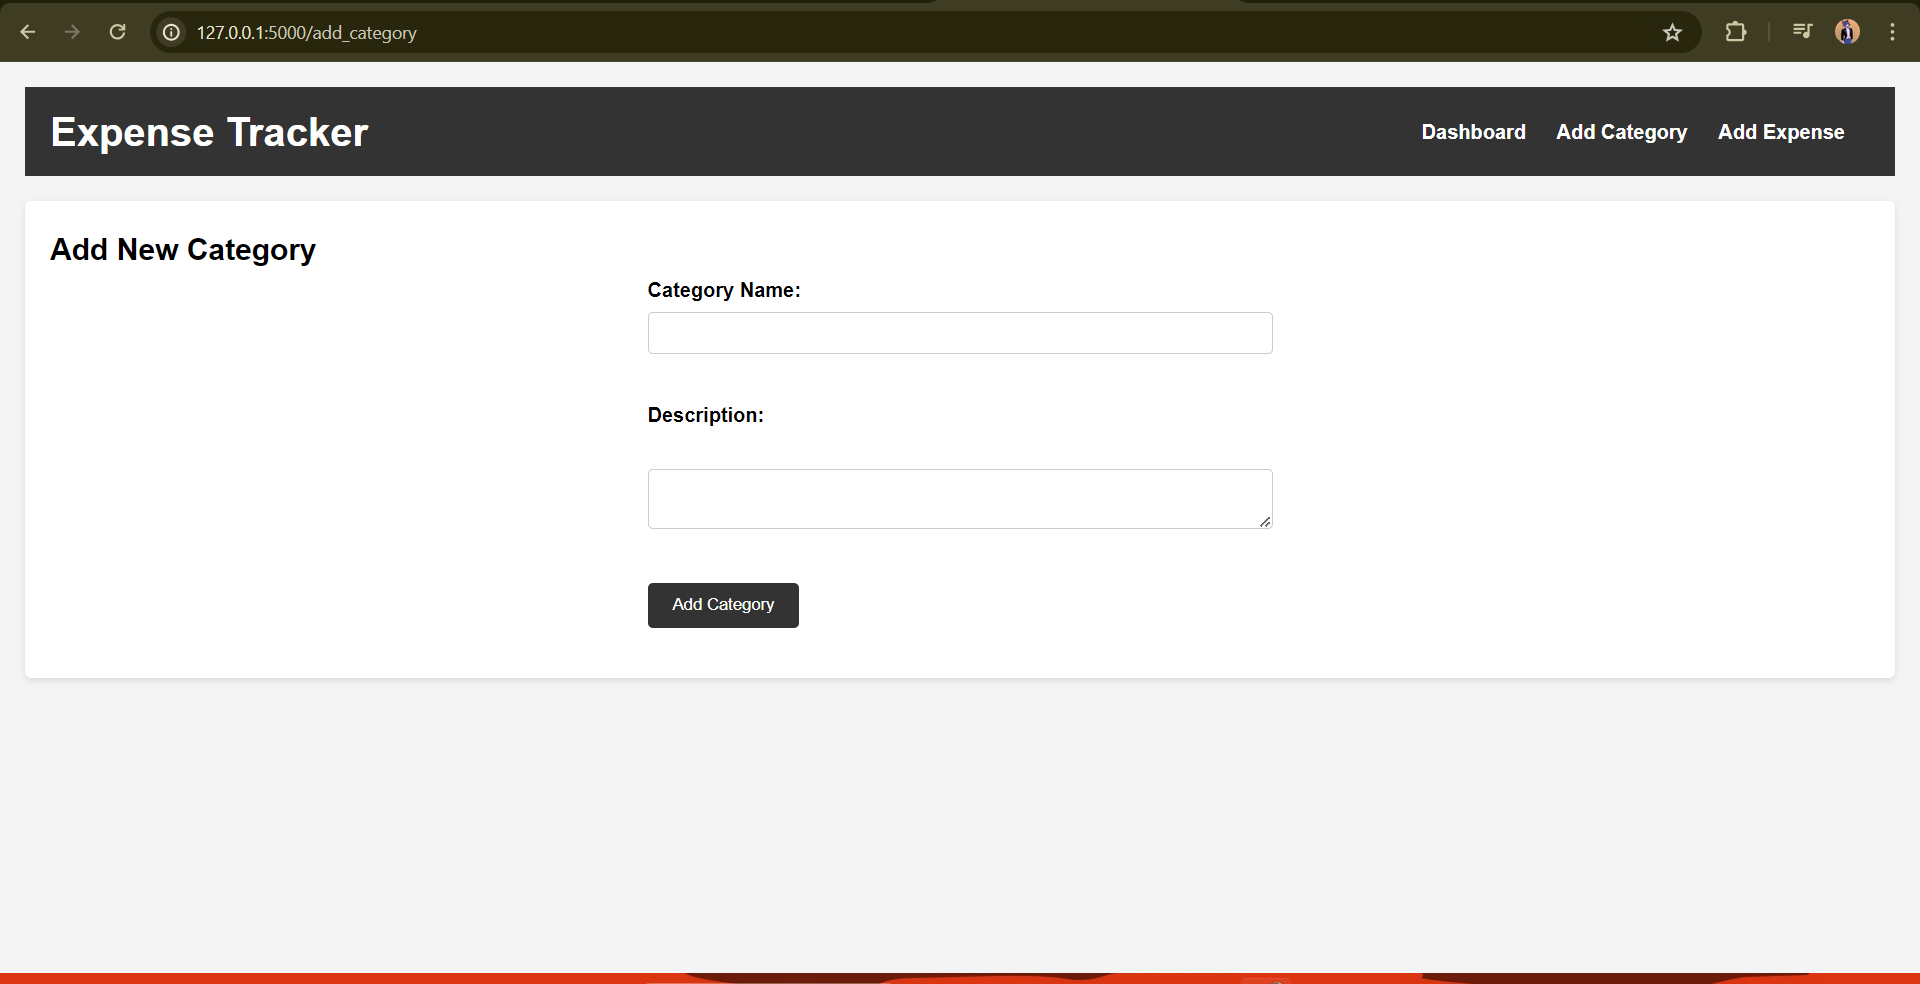 127.0.0.1:5000/add_category
Expense Tracker
Dashboard Add Category Add Expense
Add New Category
Category Name:
Description:
Add Category